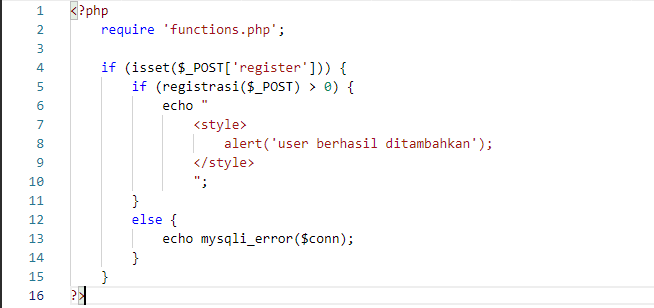 1 <?php
2 require 'functions.php';
3
4 if (isset($_POST['register'])) {
5 if (registrasi($_POST) > 0) {
6 echo "
7 <style>
8 alert('user berhasil ditambahkan');
9 </style>
10 ";
11 }
12 else {
13 echo mysqli_error($conn);
14 }
15 }
16 ?>